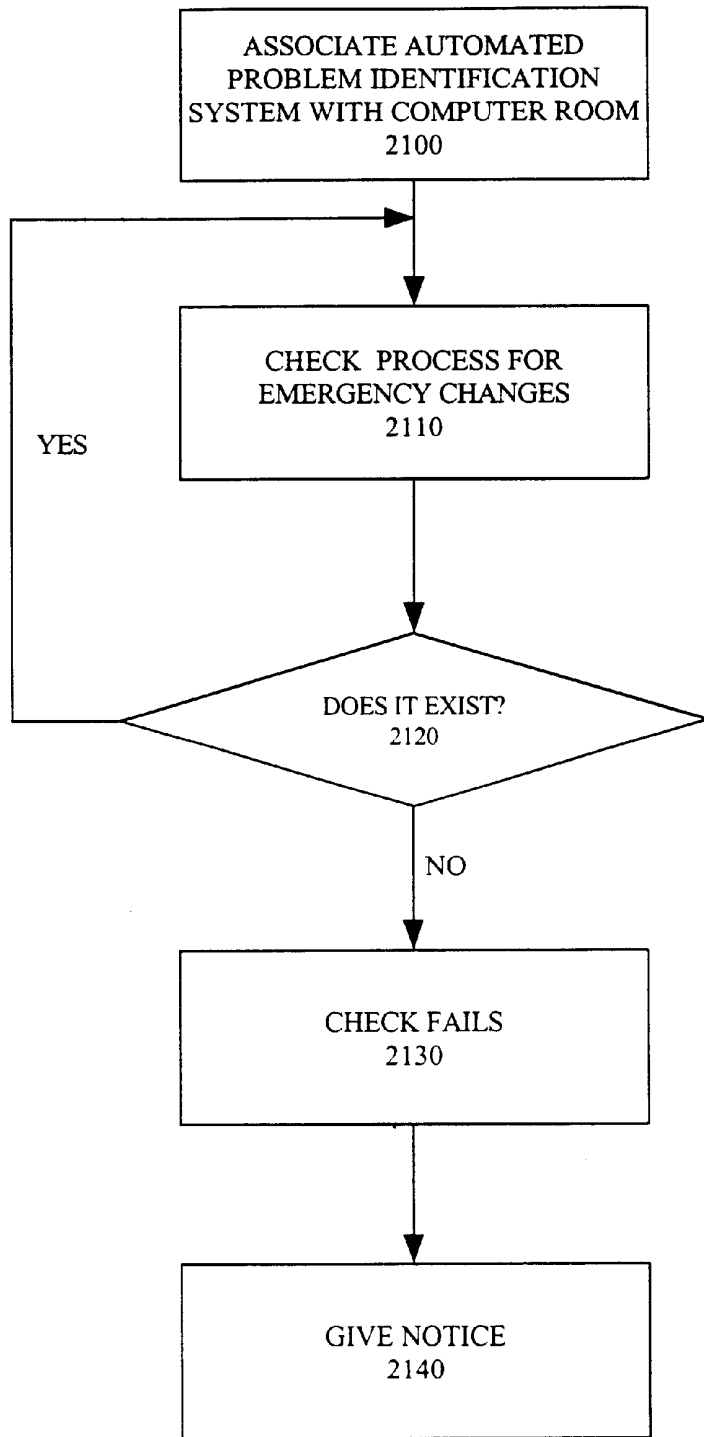 ASSOCIATE AUTOMATED
PROBLEM IDENTIFICATION
SYSTEM WITH COMPUTER ROOM
2100
CHECK PROCESS FOR
EMERGENCY CHANGES
2110
YES
DOES IT EXIST?
2120
NO
CHECK FAILS
2130
GIVE NOTICE
2140